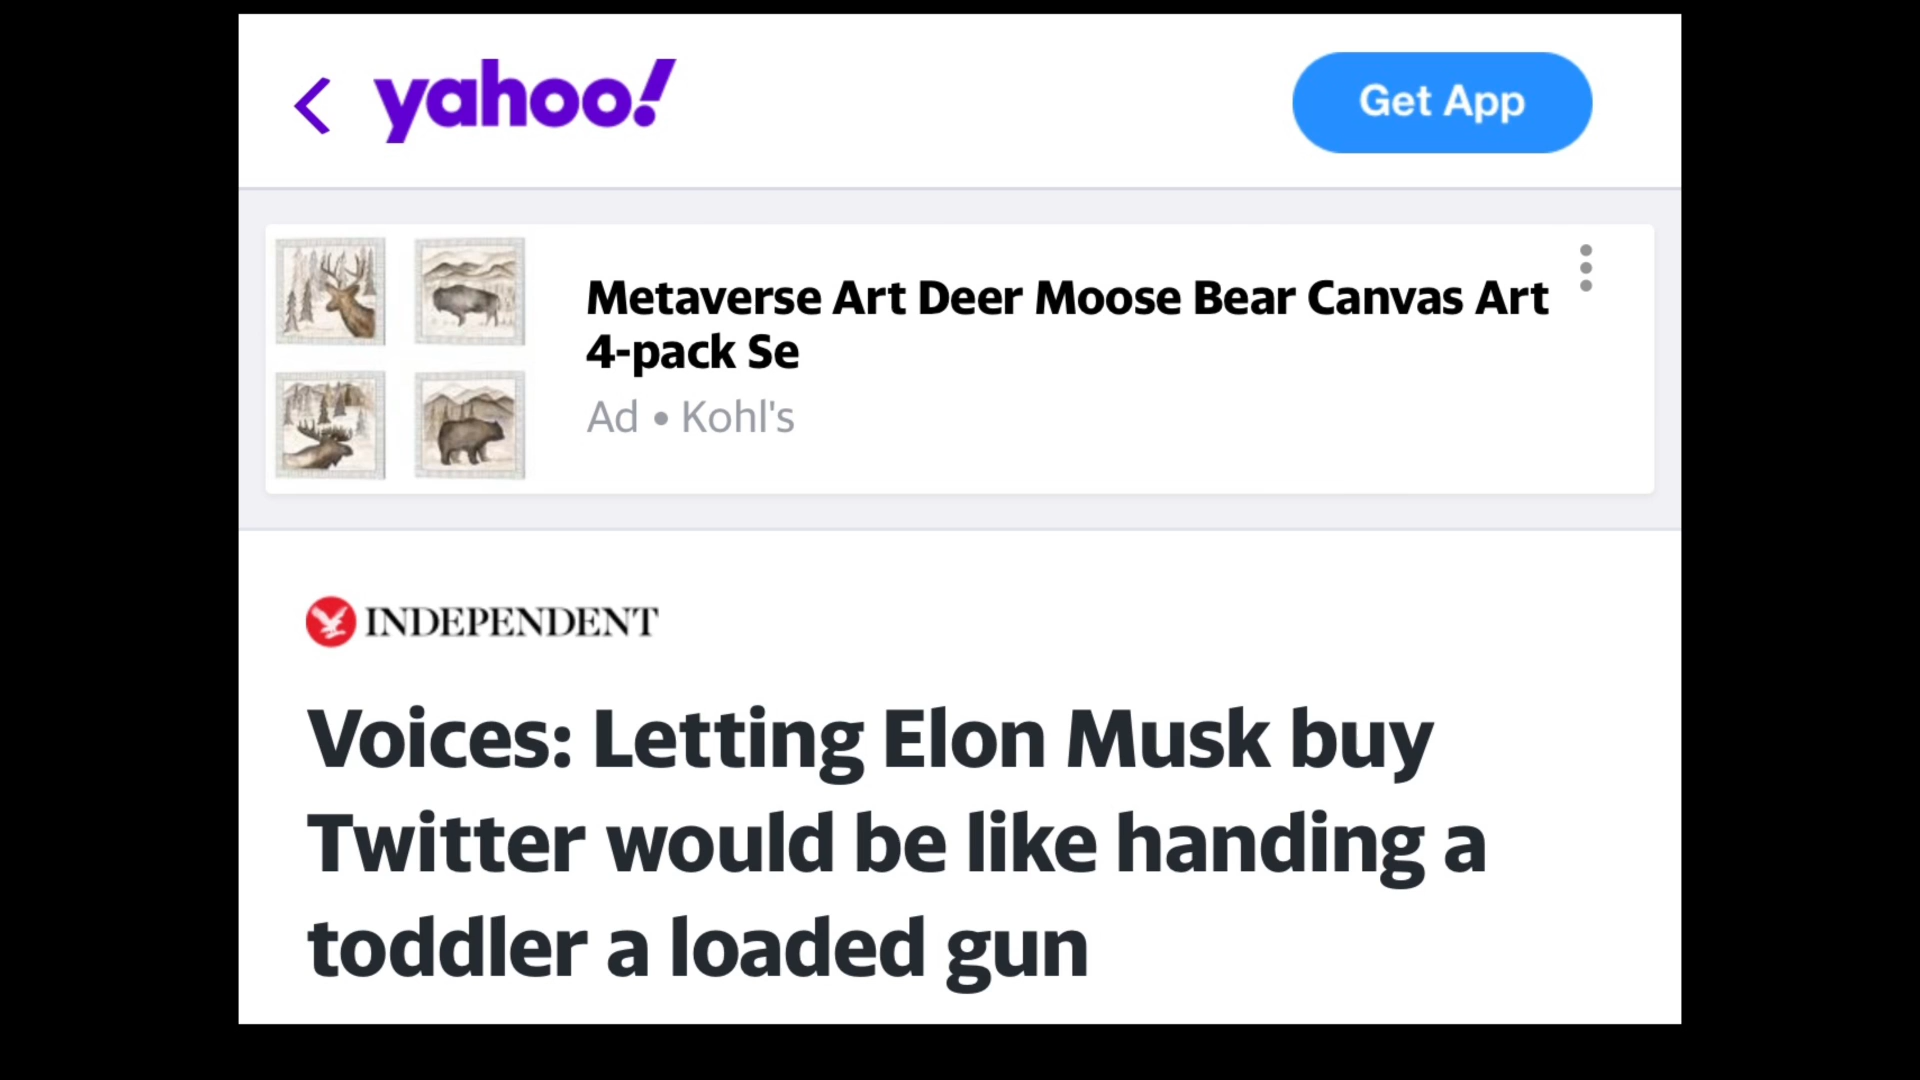 yahoo!
Get App
Metaverse Art Deer Moose Bear Canvas Art
4-pack Se
Ad • Kohl's
INDEPENDENT
Voices: Letting Elon Musk buy
Twitter would be like handing a
toddler a loaded gun